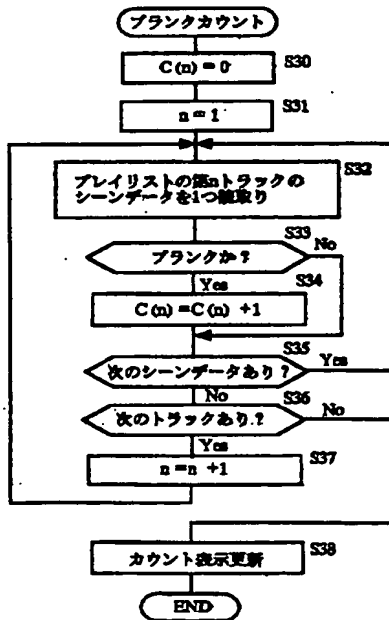 ブランクカウント
C(n) = 0
S30
n = 1
S31
S32
プレイリストの第nトラックの
シーンデータを1つ読取り
S33
ブランクか?
No
Yes
S34
C(n) =C(n) +1
S35
次のシーンデータあり?
Yes
No
S36
次のトラックあり?
No
Yes
S37
n=n +1
S38
カウント表示更新
END